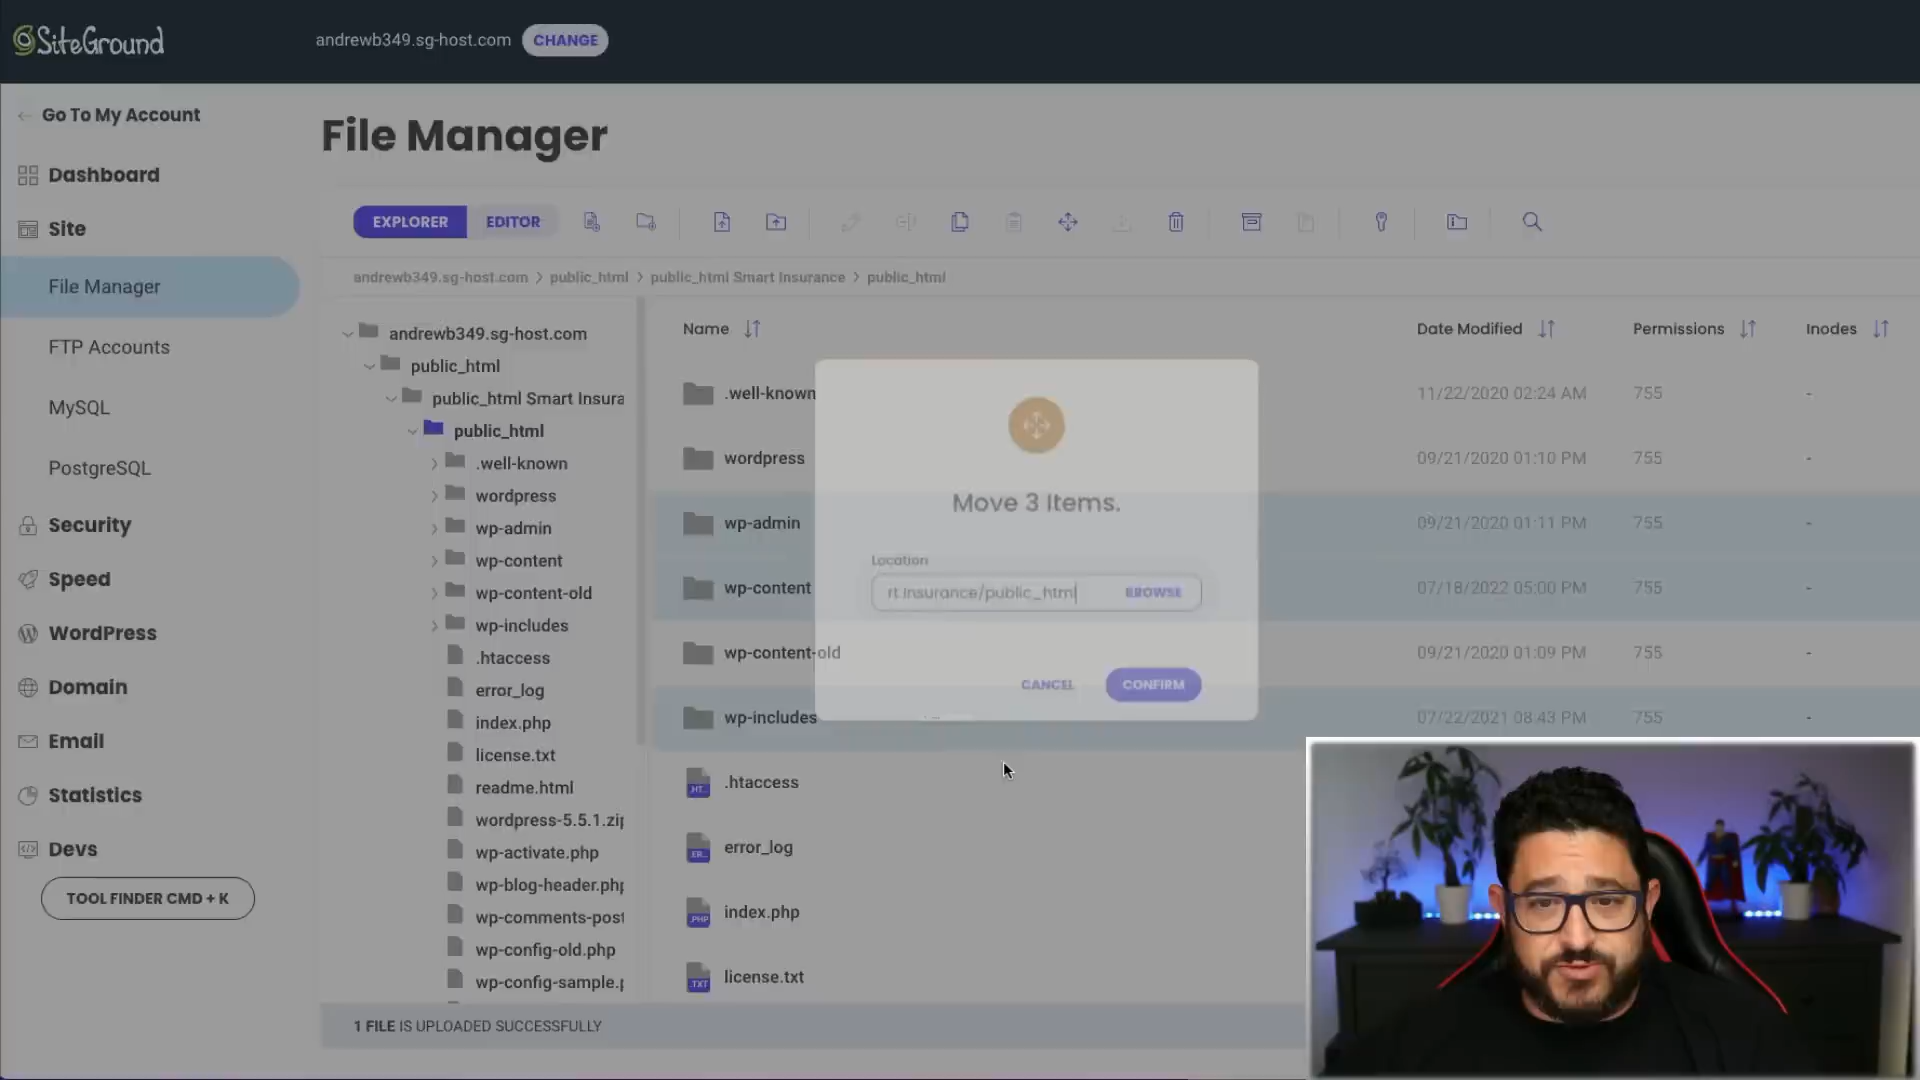 SiteGround
andrewb349.sg-host.com CHANGE
Go To My Account
Dashboard
Site
File Manager
FTP Accounts
MySQL
PostgreSQL
Security
Speed
WordPress
Domain
Email
Statistics
Devs
TOOL FINDER CMD + K
File Manager
EXPLORER EDITOR
andrewb349.sg-host.com > public_html > public_html Smart Insurance > public_html
andrewb349.sg-host.com
public_html
public_html Smart Insura
public_html
.well-known
wordpress
wp-admin
wp-content
wp-content-old
wp-includes
.htaccess
error_log
index.php
license.txt
readme.html
wordpress-5.5.1.zip
wp-activate.php
wp-blog-header.php
wp-comments-post
wp-config-old.php
wp-config-sample.p
Name Date Modified Permissions Inodes
.well-known 11/22/2020 02:24 AM 755 -
wordpress 09/21/2020 01:10 PM 755 -
wp-admin 09/21/2020 01:11 PM 755 -
wp-content 07/18/2022 05:00 PM 755 -
wp-content-old 09/21/2020 01:09 PM 755 -
wp-includes 07/22/2021 08:43 PM 755 -
HT... .htaccess
ER... error_log
.PHP index.php
.TXT license.txt
Move 3 Items.
Location
rt Insurance/public_html BROWSE
CANCEL CONFIRM
1 FILE IS UPLOADED SUCCESSFULLY